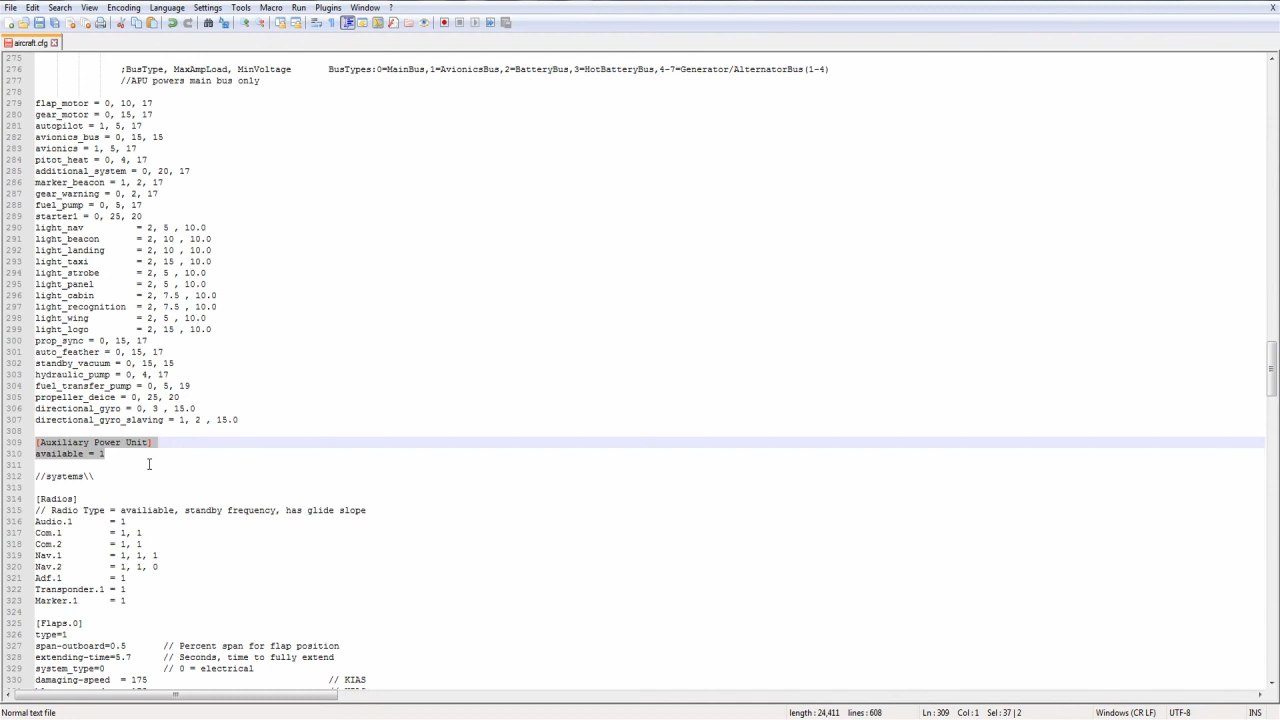 File Edit Search View Encoding Language Settings Tools Macro Run Plugins Window ? X
aircraft.cfg
275
276 ;BusType, MaxAmpLoad, MinVoltage BusTypes:0=MainBus,1=AvionicsBus,2=BatteryBus,3=HotBatteryBus,4-7=Generator/AlternatorBus(1-4)
277 //APU powers main bus only
278
279 flap_motor = 0, 10, 17
280 gear_motor = 0, 15, 17
281 autopilot = 1, 5, 17
282 avionics_bus = 0, 15, 15
283 avionics = 1, 5, 17
284 pitot_heat = 0, 4, 17
285 additional_system = 0, 20, 17
286 marker_beacon = 1, 2, 17
287 gear_warning = 0, 2, 17
288 fuel_pump = 0, 5, 17
289 starter1 = 0, 25, 20
290 light_nav = 2, 5 , 10.0
291 light_beacon = 2, 10 , 10.0
292 light_landing = 2, 10 , 10.0
293 light_taxi = 2, 15 , 10.0
294 light_strobe = 2, 5 , 10.0
295 light_panel = 2, 5 , 10.0
296 light_cabin = 2, 7.5 , 10.0
297 light_recognition = 2, 7.5 , 10.0
298 light_wing = 2, 5 , 10.0
299 light_logo = 2, 15 , 10.0
300 prop_sync = 0, 15, 17
301 auto_feather = 0, 15, 17
302 standby_vacuum = 0, 15, 15
303 hydraulic_pump = 0, 4, 17
304 fuel_transfer_pump = 0, 5, 19
305 propeller_deice = 0, 25, 20
306 directional_gyro = 0, 3 , 15.0
307 directional_gyro_slaving = 1, 2 , 15.0
308
309 [Auxiliary Power Unit]
310 available = 1
311
312 //systems\\
313
314 [Radios]
315 // Radio Type = availiable, standby frequency, has glide slope
316 Audio.1 = 1
317 Com.1 = 1, 1
318 Com.2 = 1, 1
319 Nav.1 = 1, 1, 1
320 Nav.2 = 1, 1, 0
321 Adf.1 = 1
322 Transponder.1 = 1
323 Marker.1 = 1
324
325 [Flaps.0]
326 type=1
327 span-outboard=0.5 // Percent span for flap position
328 extending-time=5.7 // Seconds, time to fully extend
329 system_type=0 // 0 = electrical
330 damaging-speed = 175 // KIAS
Normal text file length : 24,411 lines : 608 Ln : 309 Col : 1 Sel : 37 | 2 Windows (CR LF) UTF-8 INS